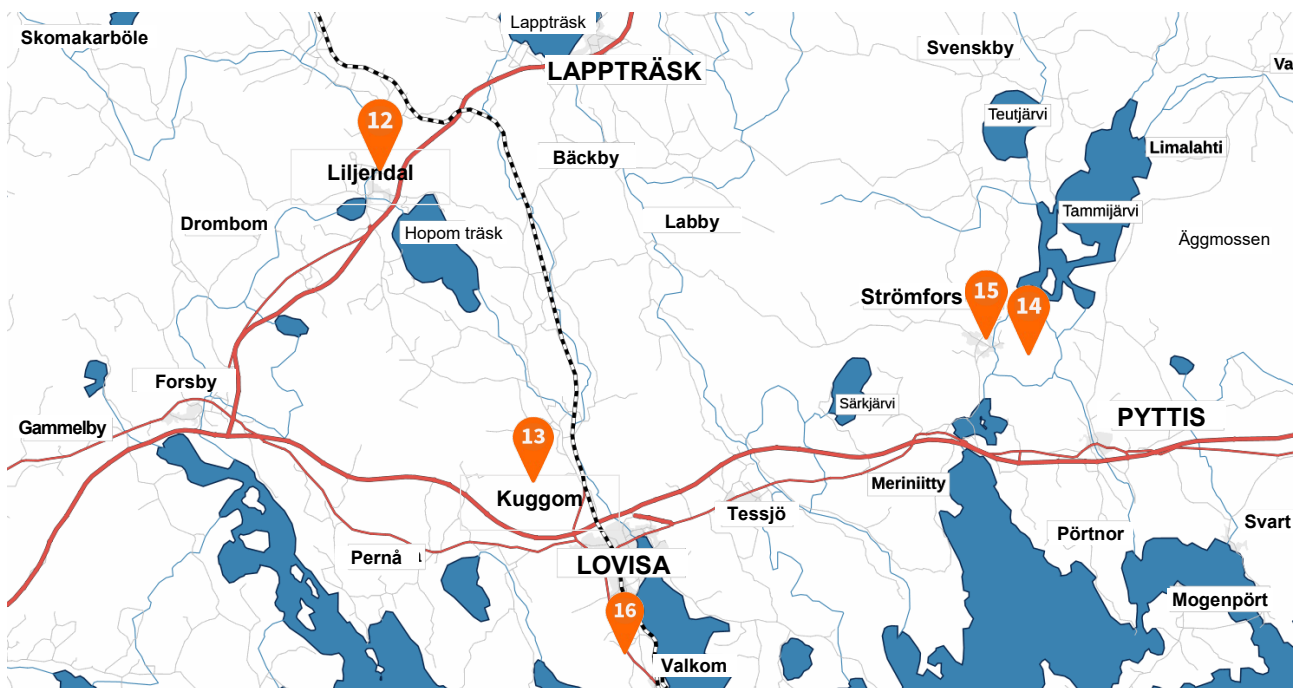 Lappträsk
Skomakarböle
Svenskby
Va
LAPPTRÄSK
Teutjärvi
12
Limalahti
Bäckby
Liljendal
Tammijärvi
Drombom
Labby
Hopom träsk
Äggmossen
Strömfors
15
14
Forsby
Särkjärvi
PYTTIS
Gammelby
13
Meriniitty
Kuggom
Tessjö
Svart
Pörtnor
Pernå
LOVISA
Mogenpört
16
Valkom